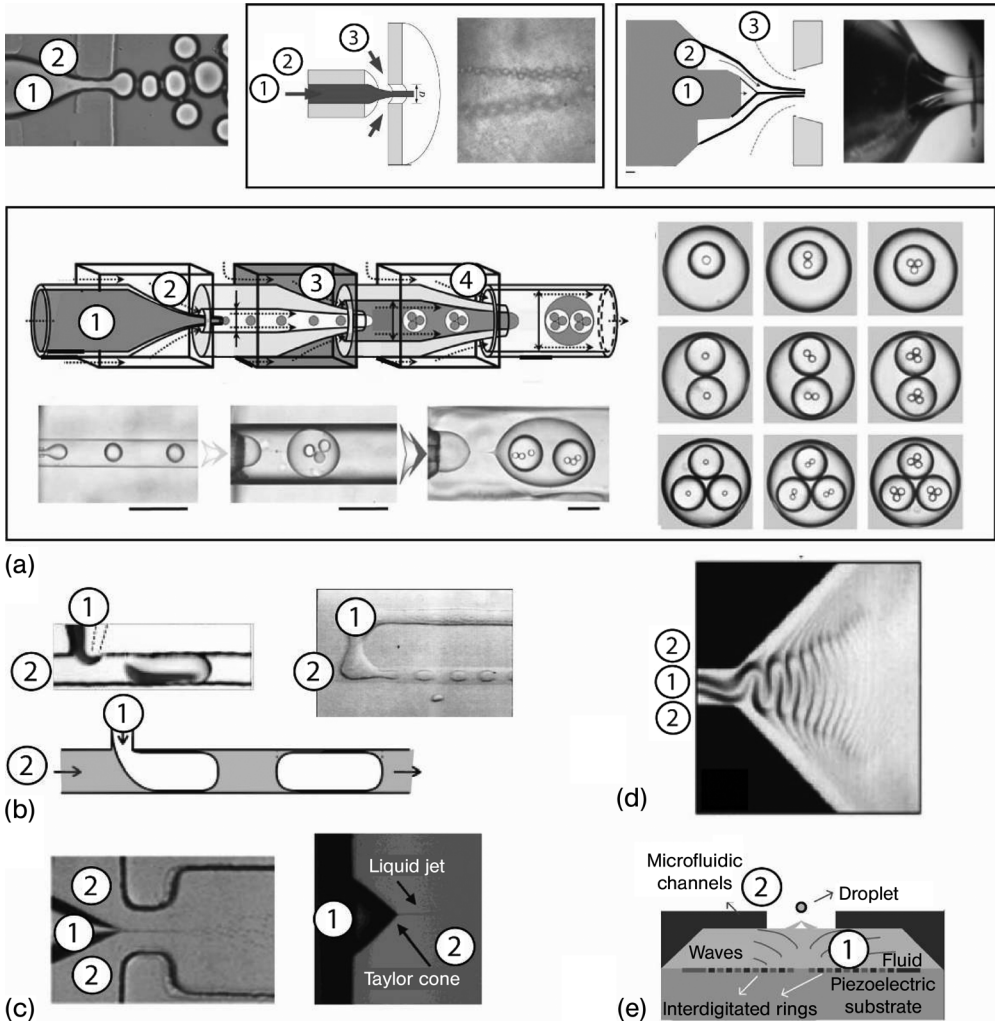 2
1
3
2
1
D
3
2
1
1
2
3
4
(a)
1
2
1
2
1
2
(b)
2
1
2
(d)
2
1
2
(c)
Liquid jet
1
2
Taylor cone
Microfluidic
channels
2
Droplet
Waves
1
Fluid
Piezoelectric
substrate
Interdigitated rings
(e)